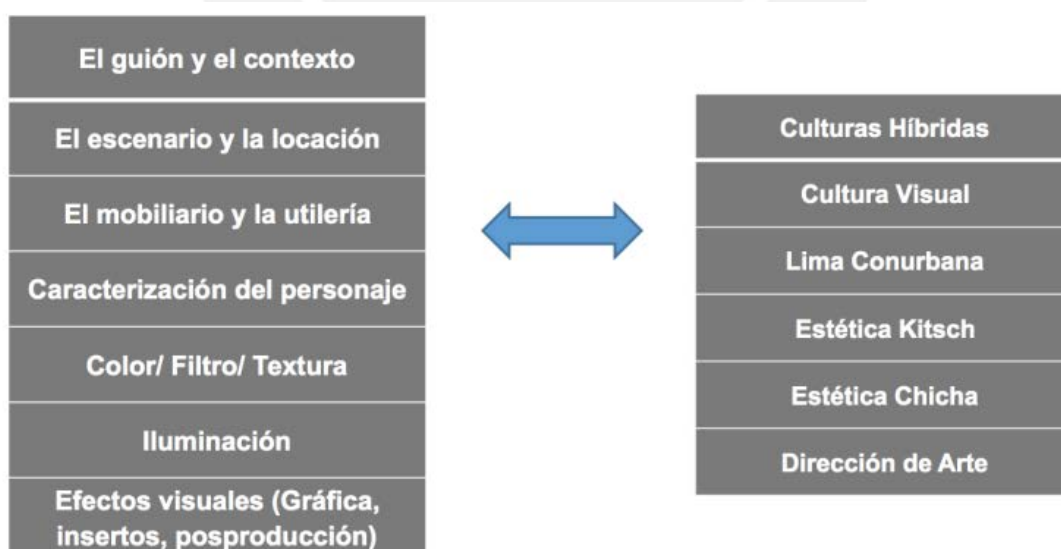 El guión y el contexto
El escenario y la locación
El mobiliario y la utilería
Caracterización del personaje
Color/ Filtro/ Textura
Iluminación
Efectos visuales (Gráfica,
insertos, posproducción)
Culturas Híbridas
Cultura Visual
Lima Conurbana
Estética Kitsch
Estética Chicha
Dirección de Arte